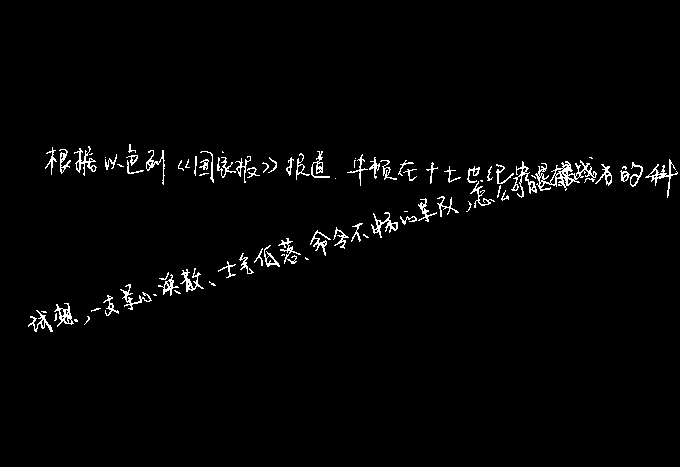 根据以色列《国家报》报道.牛顿在十七世纪的科
试想,一支军心涣散、士气低落、命令不畅的军队,怎么能